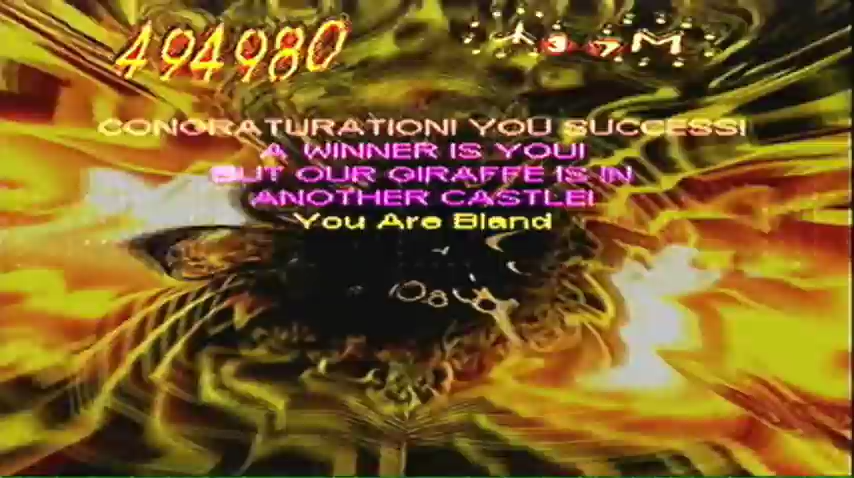 494980
CONGRATURATION! YOU SUCCESS!
A WINNER IS YOU!
BUT OUR GIRAFFE IS IN
ANOTHER CASTLE!
You Are Bland